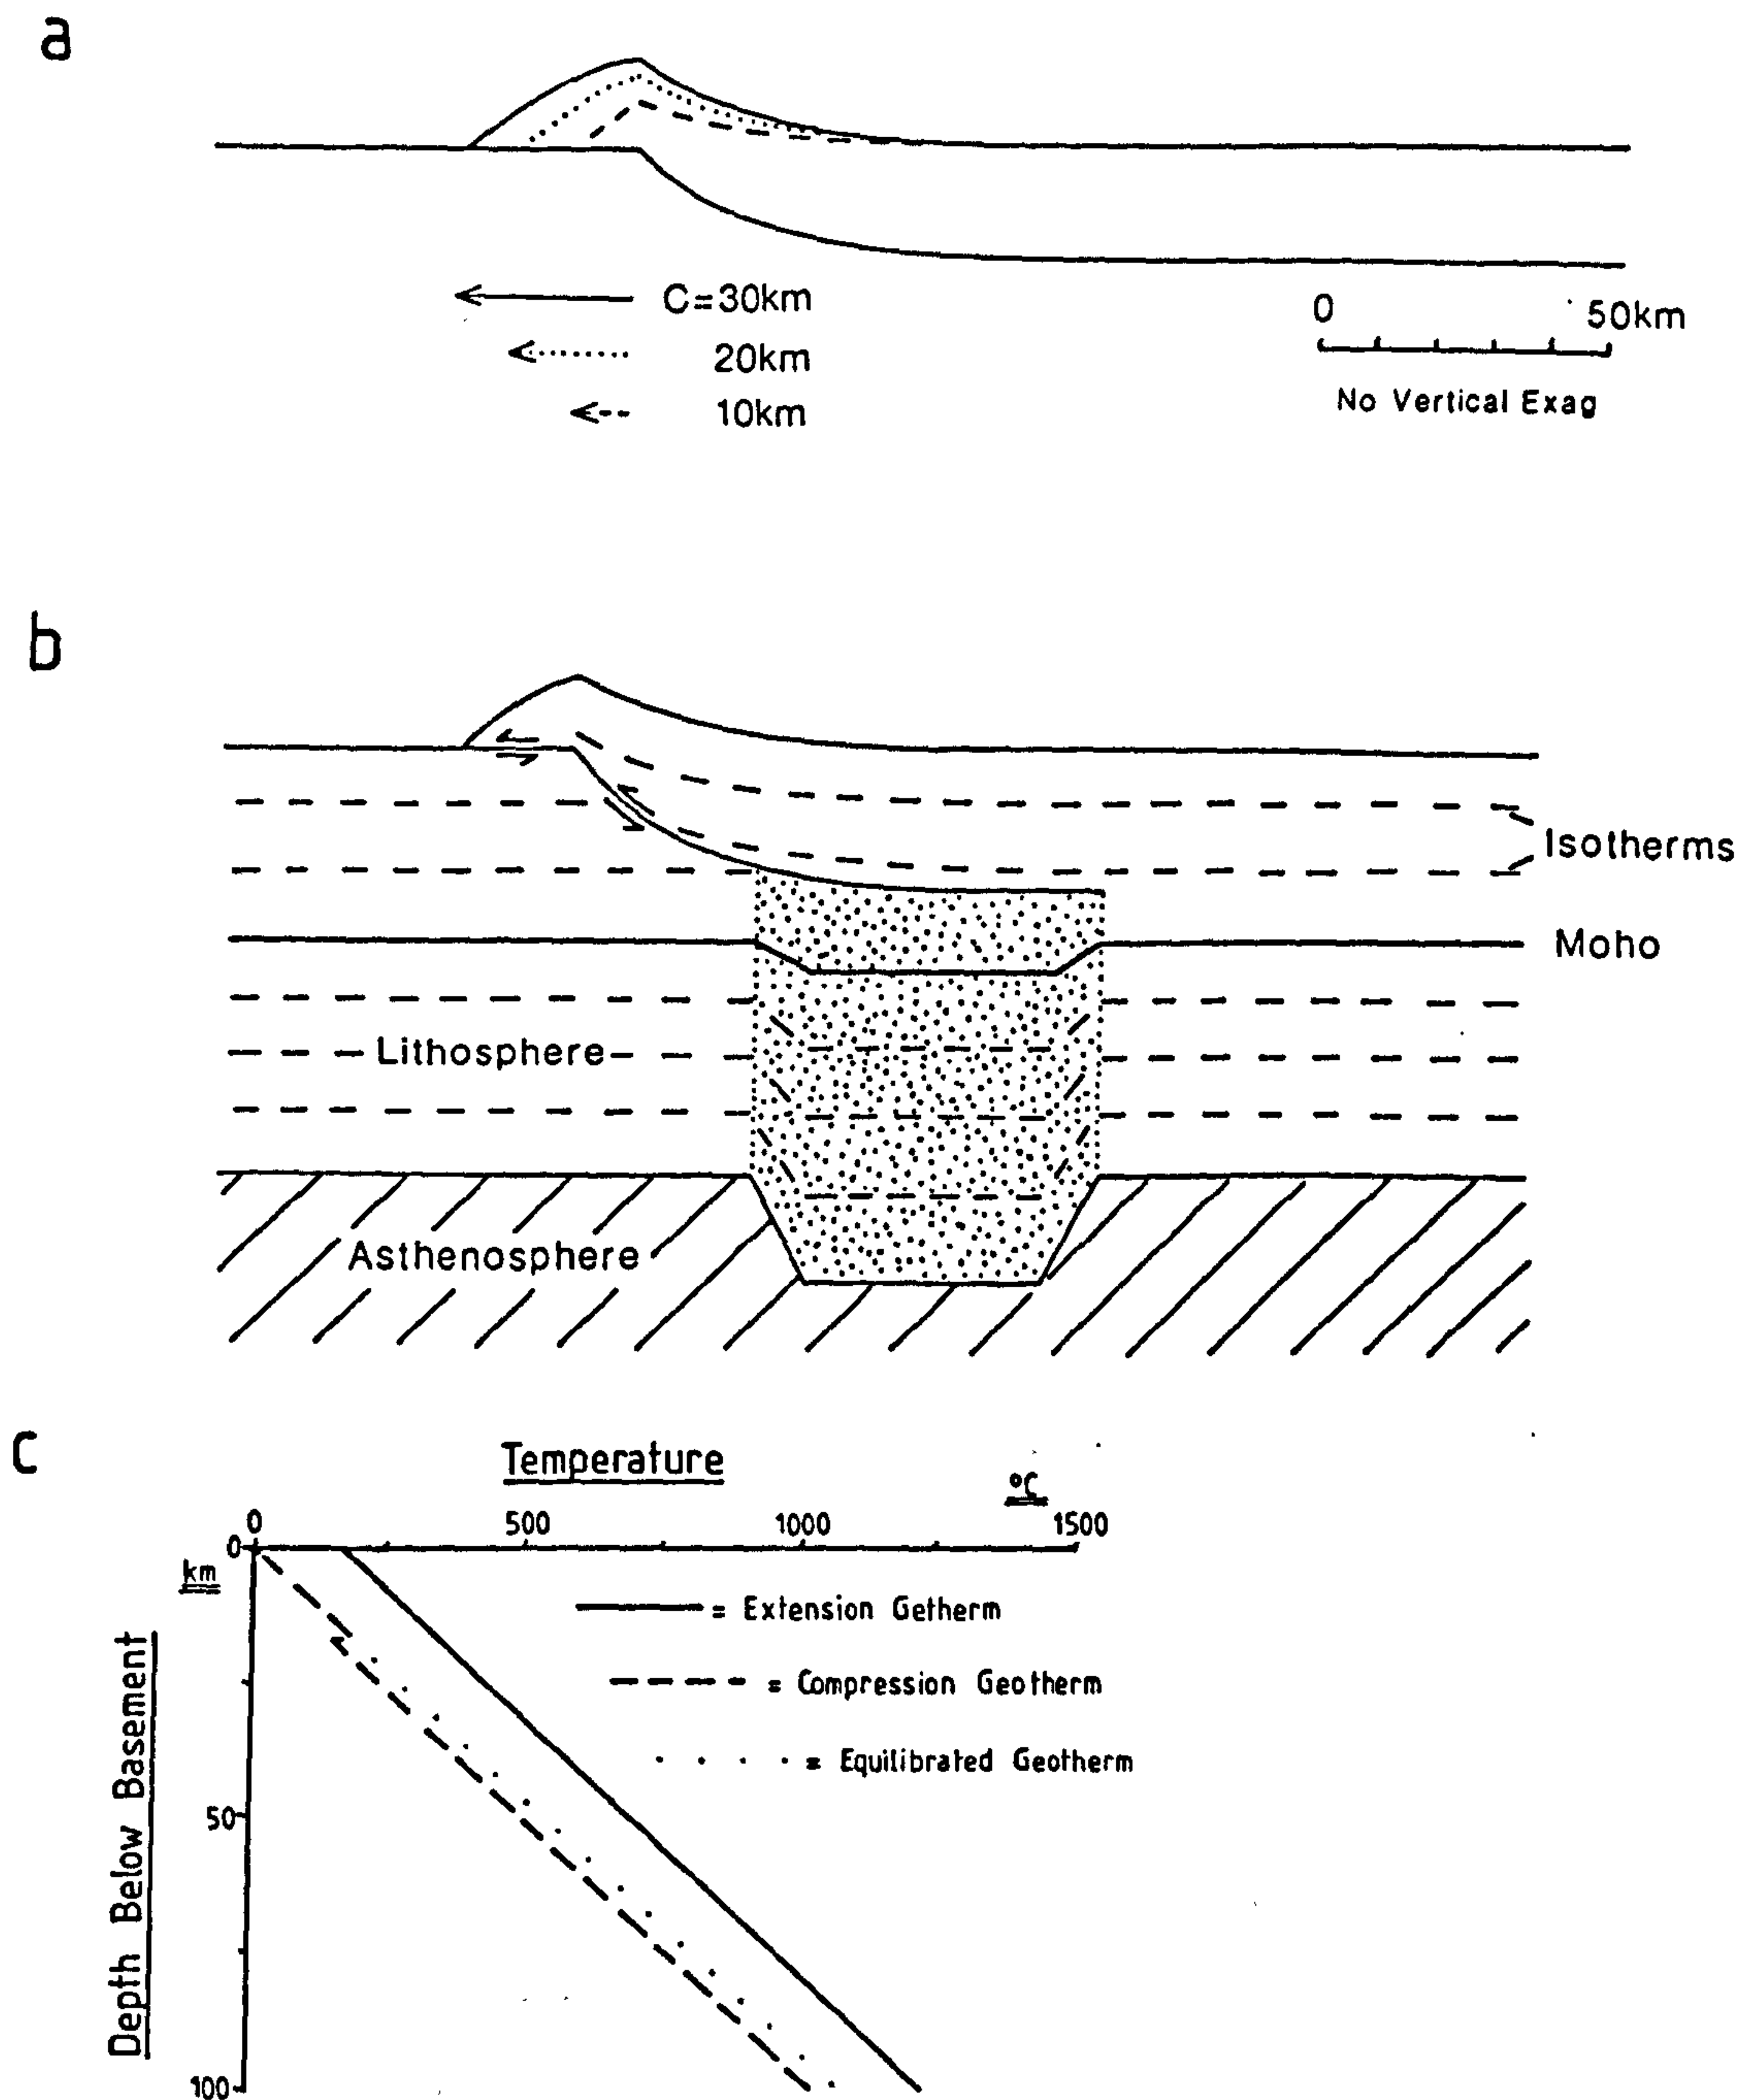 a
C=30km
20km
10km
0 50km
No Vertical Exag
b
Isotherms
Moho
Lithosphere
Asthenosphere
c
Temperature
°C
0 500 1000 1500
0
km
= Extension Getherm
= Compression Geotherm
= Equilibrated Geotherm
50
100
Depth Below Basement